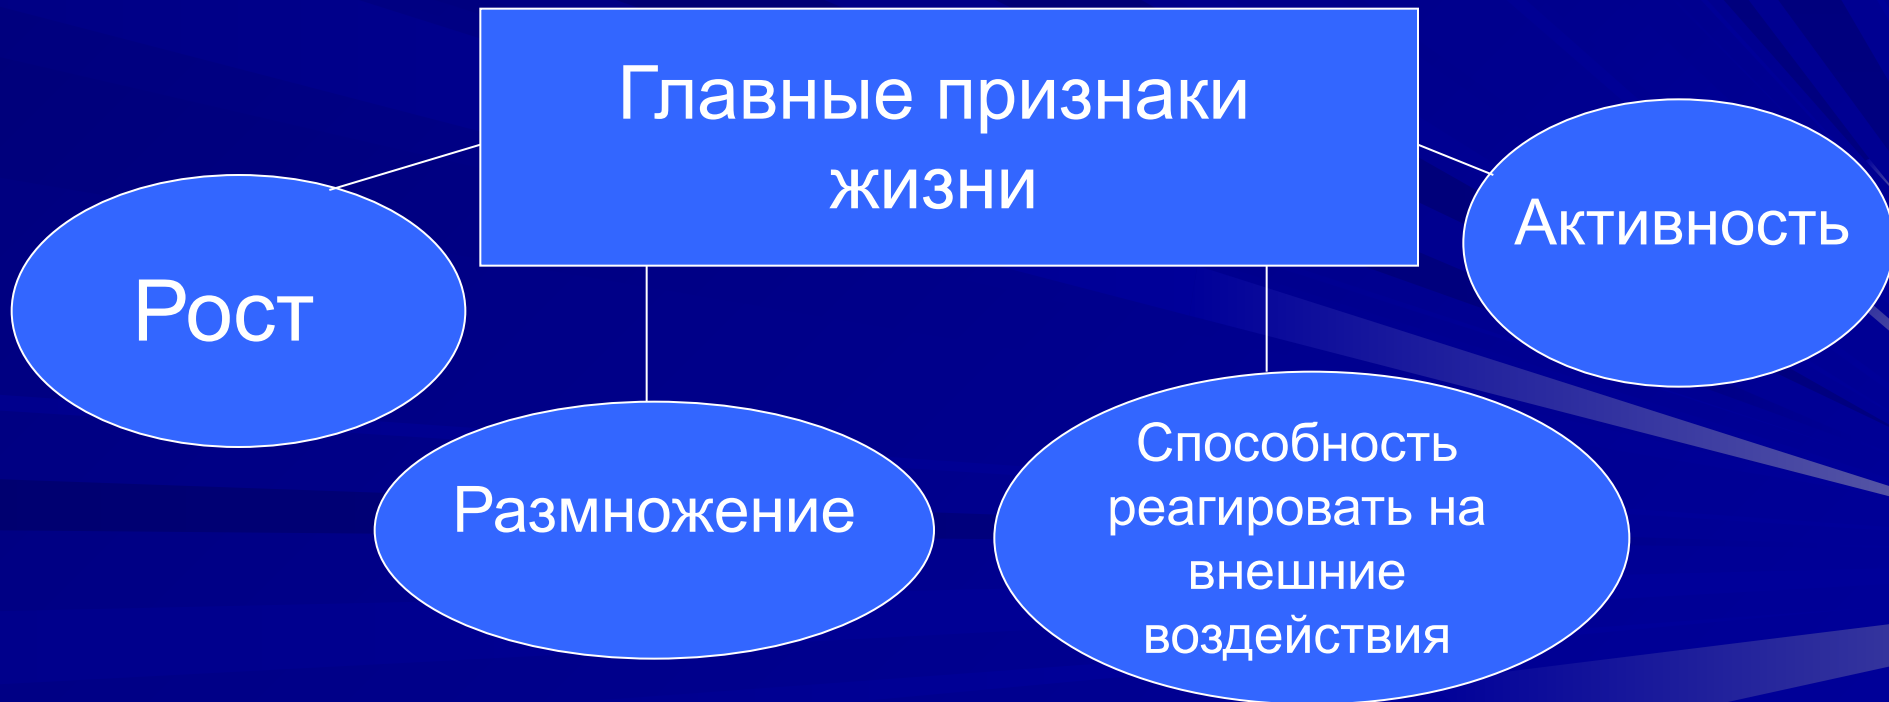 Главные признаки
жизни
Рост
Размножение
Способность
реагировать на
внешние
воздействия
Активность